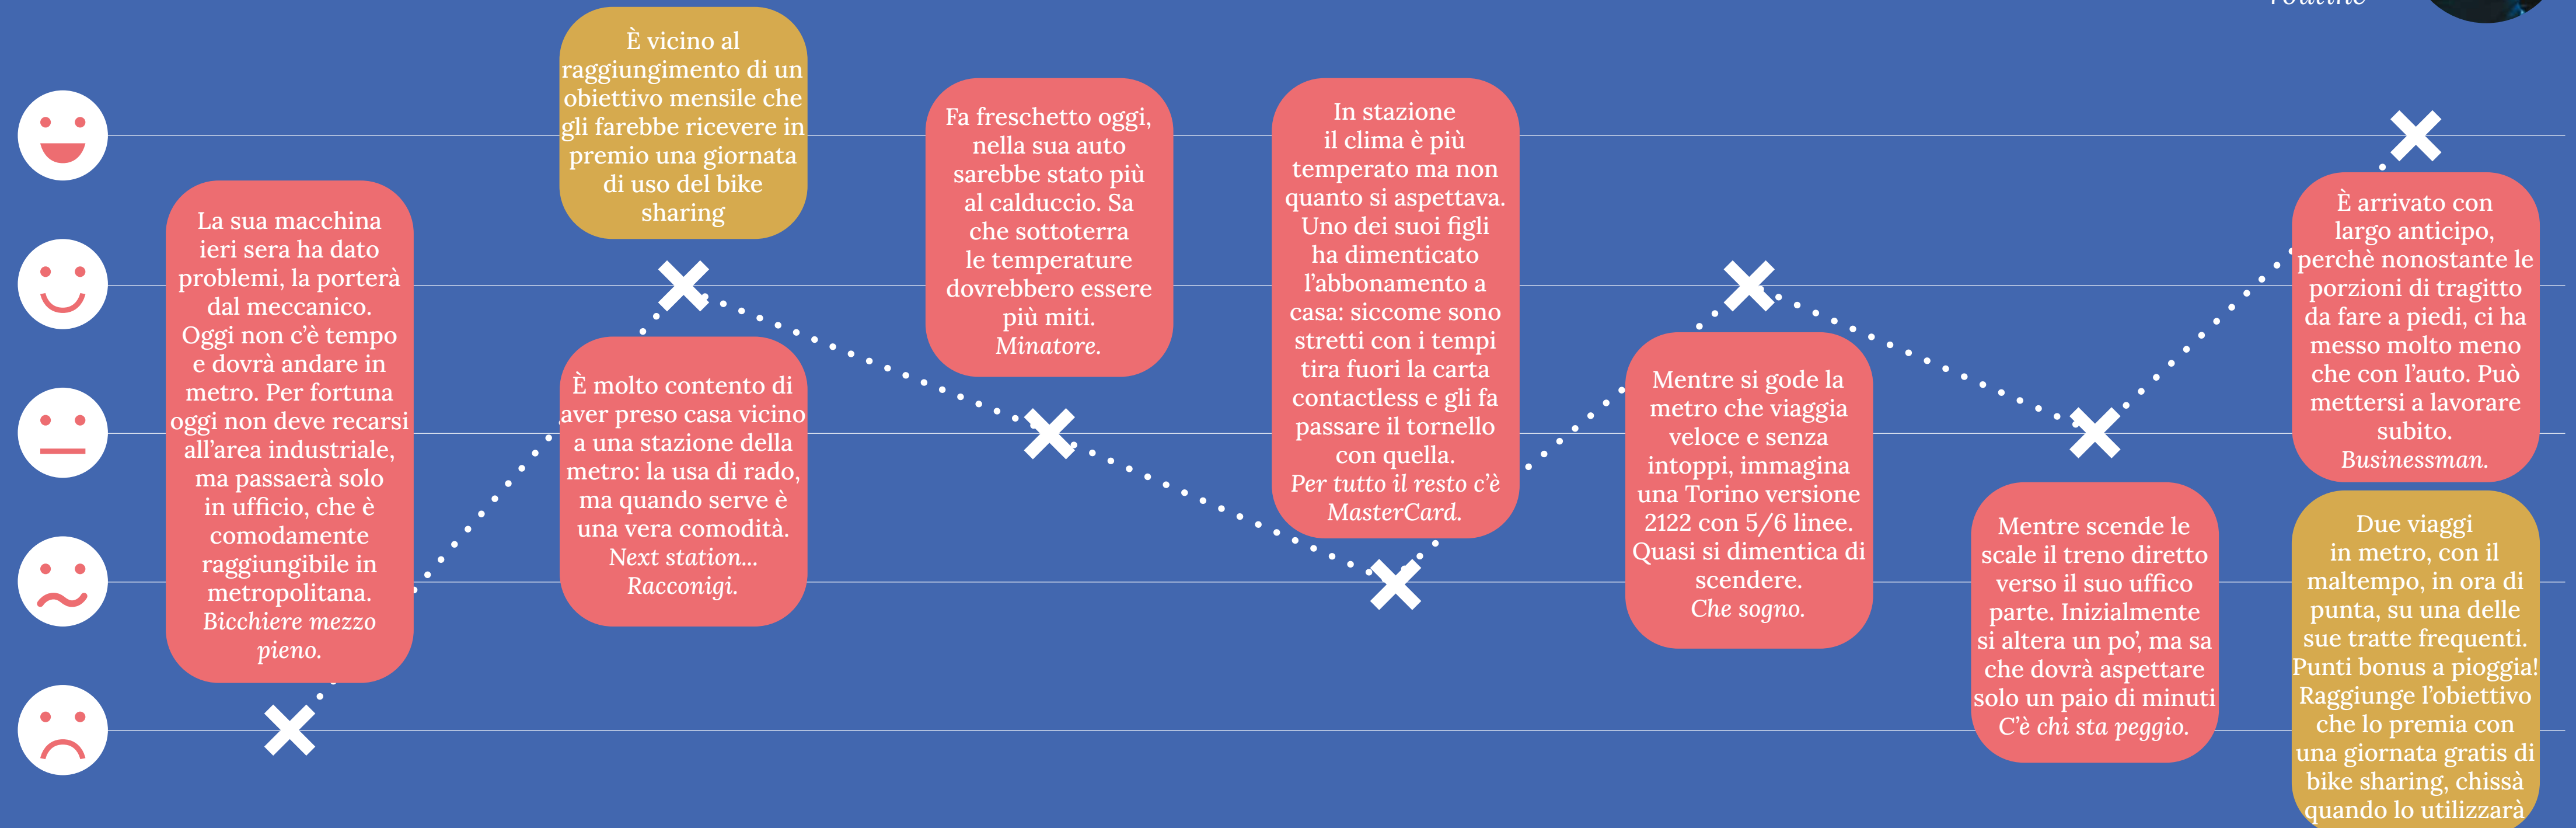 routine
È vicino al
raggiungimento di un
obiettivo mensile che
gli farebbe ricevere in
premio una giornata
di uso del bike
sharing
Fa freschetto oggi,
nella sua auto
sarebbe stato più
al calduccio. Sa
che sottoterra
le temperature
dovrebbero essere
più miti.
Minatore.
In stazione
il clima è più
temperato ma non
quanto si aspettava.
Uno dei suoi figli
ha dimenticato
l’abbonamento a
casa: siccome sono
stretti con i tempi
tira fuori la carta
contactless e gli fa
passare il tornello
con quella.
Per tutto il resto c’è
MasterCard.
La sua macchina
ieri sera ha dato
problemi, la porterà
dal meccanico.
Oggi non c’è tempo
e dovrà andare in
metro. Per fortuna
oggi non deve recarsi
all’area industriale,
ma passaerà solo
in ufficio, che è
comodamente
raggiungibile in
metropolitana.
Bicchiere mezzo
pieno.
È molto contento di
aver preso casa vicino
a una stazione della
metro: la usa di rado,
ma quando serve è
una vera comodità.
Next station...
Racconigi.
Mentre si gode la
metro che viaggia
veloce e senza
intoppi, immagina
una Torino versione
2122 con 5/6 linee.
Quasi si dimentica di
scendere.
Che sogno.
Mentre scende le
scale il treno diretto
verso il suo uffico
parte. Inizialmente
si altera un po’, ma sa
che dovrà aspettare
solo un paio di minuti
C’è chi sta peggio.
È arrivato con
largo anticipo,
perchè nonostante le
porzioni di tragitto
da fare a piedi, ci ha
messo molto meno
che con l’auto. Può
mettersi a lavorare
subito.
Businessman.
Due viaggi
in metro, con il
maltempo, in ora di
punta, su una delle
sue tratte frequenti.
Punti bonus a pioggia!
Raggiunge l’obiettivo
che lo premia con
una giornata gratis di
bike sharing, chissà
quando lo utilizzarà